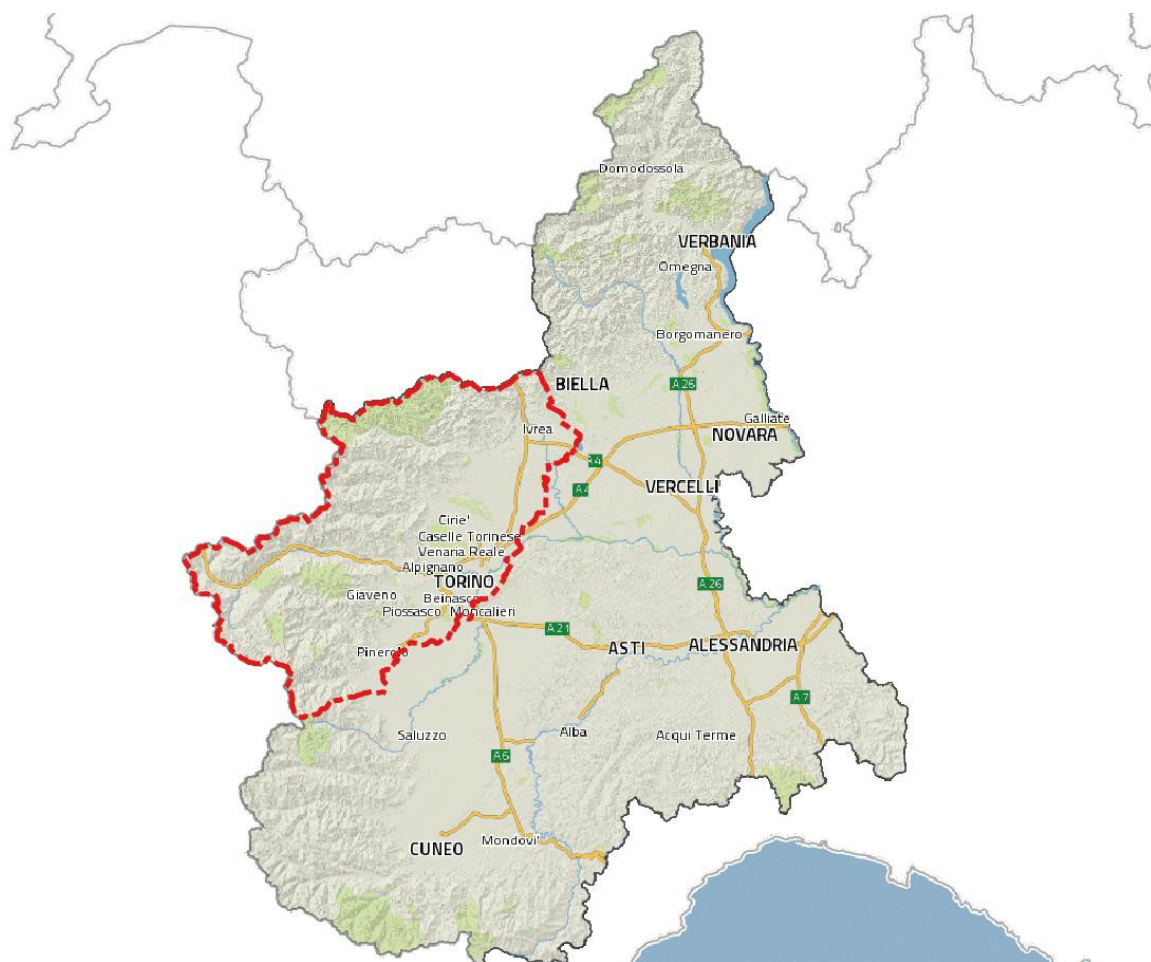 Domodossola
VERBANIA
Omegna
Borgomanero
BIELLA
A26
Galliate
Ivrea
NOVARA
A4
VERCELLI
A4
Cirie'
Caselle Torinese
Venaria Reale
Alpignano
TORINO
A26
Giaveno
Beinasco
Piossasco
Moncalieri
A21
Pinerolo
ASTI
ALESSANDRIA
A7
Saluzzo
Alba
Acqui Terme
A6
Mondovi'
CUNEO